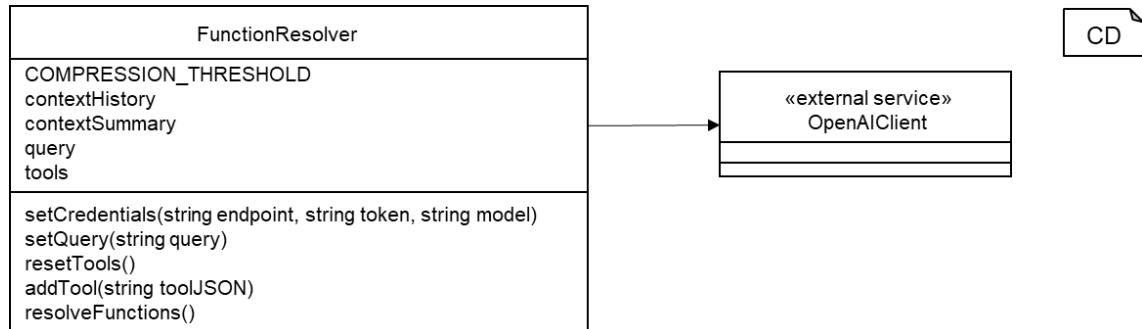 FunctionResolver
COMPRESSION_THRESHOLD
contextHistory
contextSummary
query
tools
setCredentials(string endpoint, string token, string model)
setQuery(string query)
resetTools()
addTool(string toolJSON)
resolveFunctions()
«external service»
OpenAIClient
CD